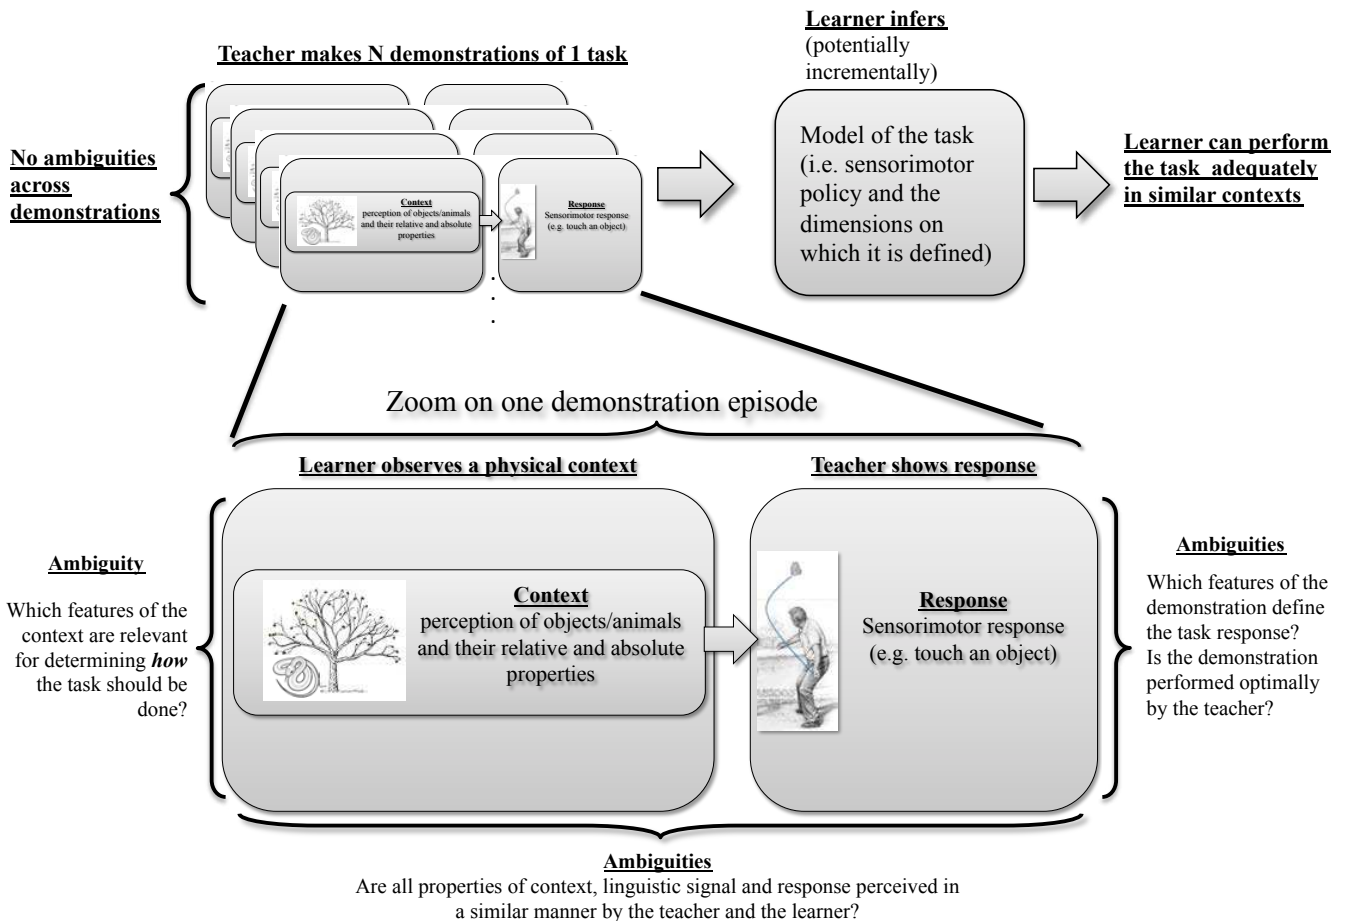 Teacher makes N demonstrations of 1 task
Learner infers
(potentially
incrementally)
No ambiguities
across
demonstrations
Context
perception of objects/animals
and their relative and absolute
properties
Response
Sensorimotor response
(e.g. touch an object)
Model of the task
(i.e. sensorimotor
policy and the
dimensions on
which it is defined)
Learner can perform
the task adequately
in similar contexts
.
.
.
Zoom on one demonstration episode
Learner observes a physical context
Teacher shows response
Ambiguity
Which features of the
context are relevant
for determining how
the task should be
done?
Context
perception of objects/animals
and their relative and absolute
properties
Response
Sensorimotor response
(e.g. touch an object)
Ambiguities
Which features of the
demonstration define
the task response?
Is the demonstration
performed optimally
by the teacher?
Ambiguities
Are all properties of context, linguistic signal and response perceived in
a similar manner by the teacher and the learner?